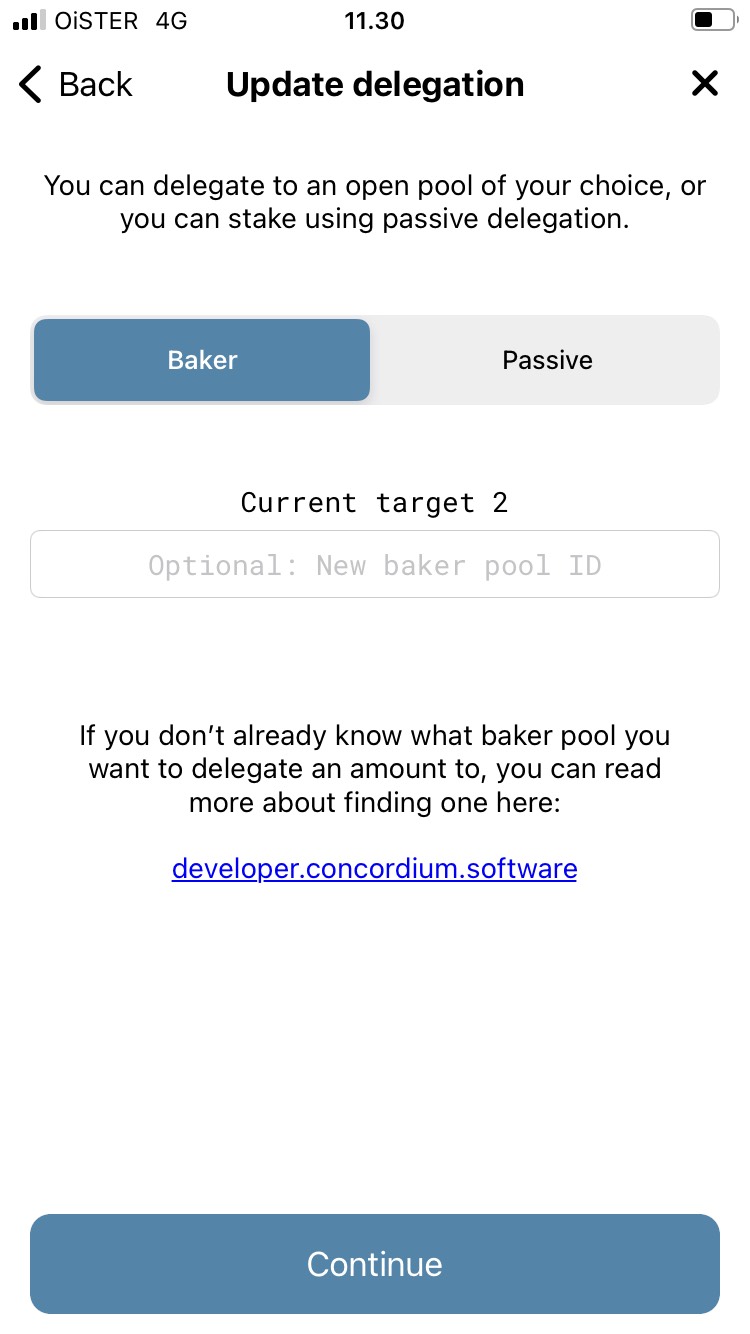 OiSTER 4G 11.30
Back Update delegation
You can delegate to an open pool of your choice, or
you can stake using passive delegation.
Baker Passive
Current target 2
Optional: New baker pool ID
If you don’t already know what baker pool you
want to delegate an amount to, you can read
more about finding one here:
developer.concordium.software
Continue